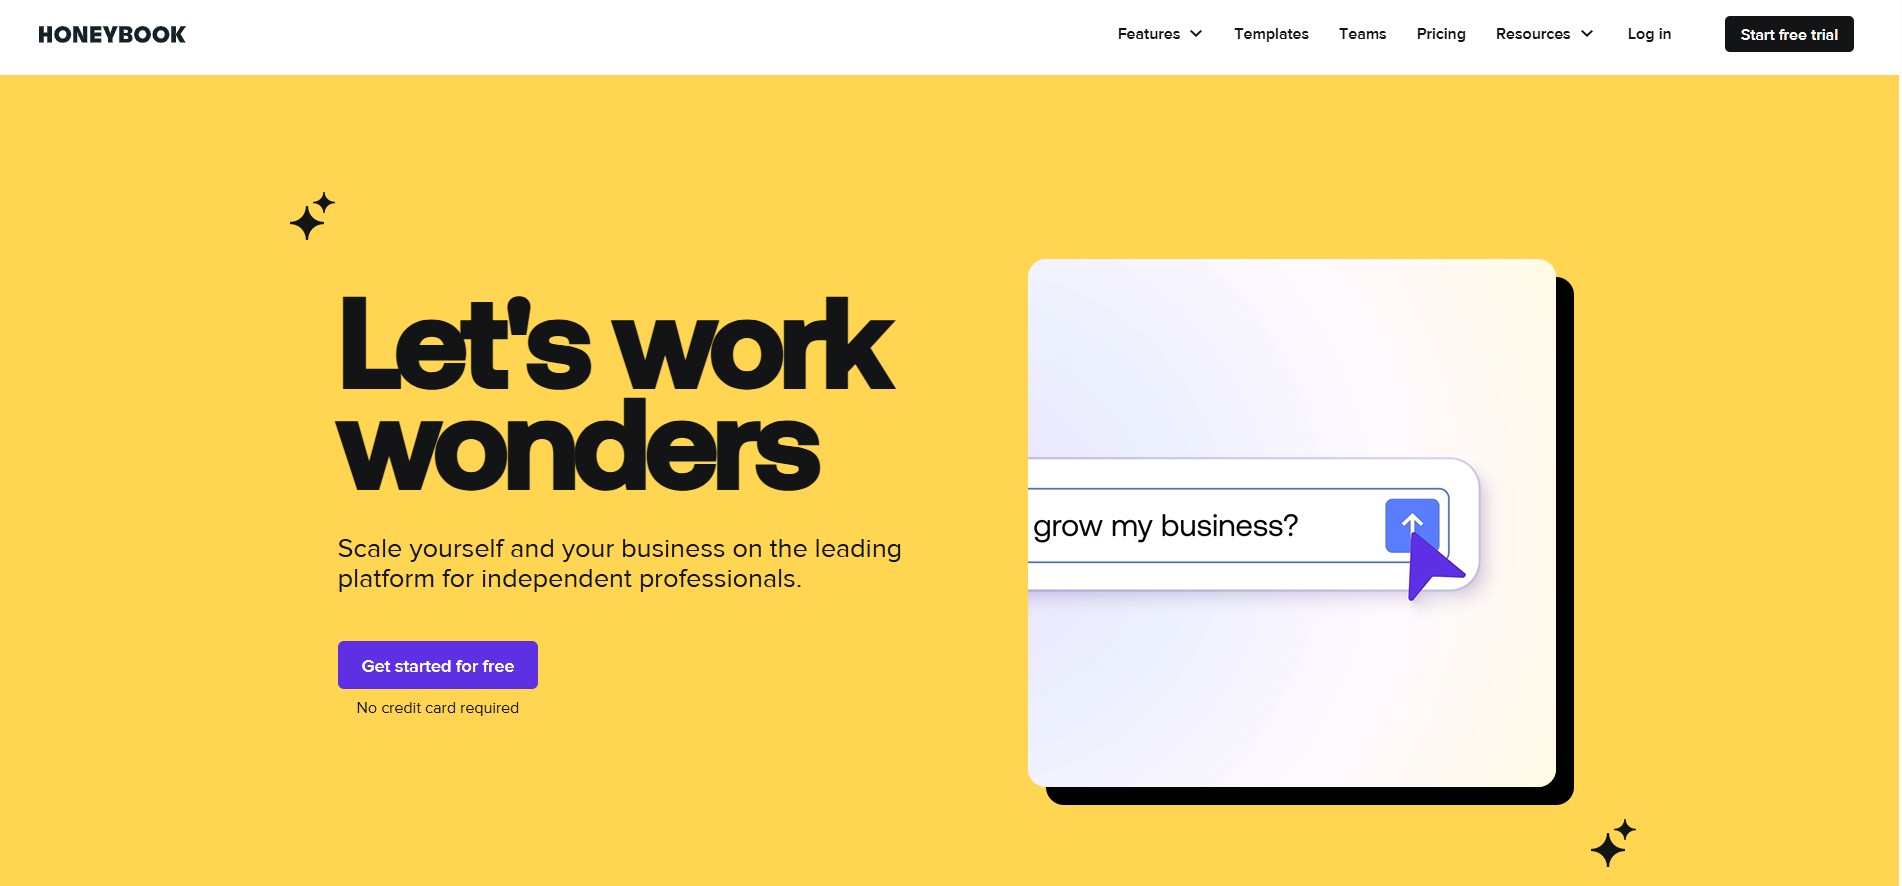 HONEYBOOK
Features
Templates
Teams
Pricing
Resources
Log in
Start free trial
Let's work
wonders
Scale yourself and your business on the leading
platform for independent professionals.
Get started for free
No credit card required
grow my business?